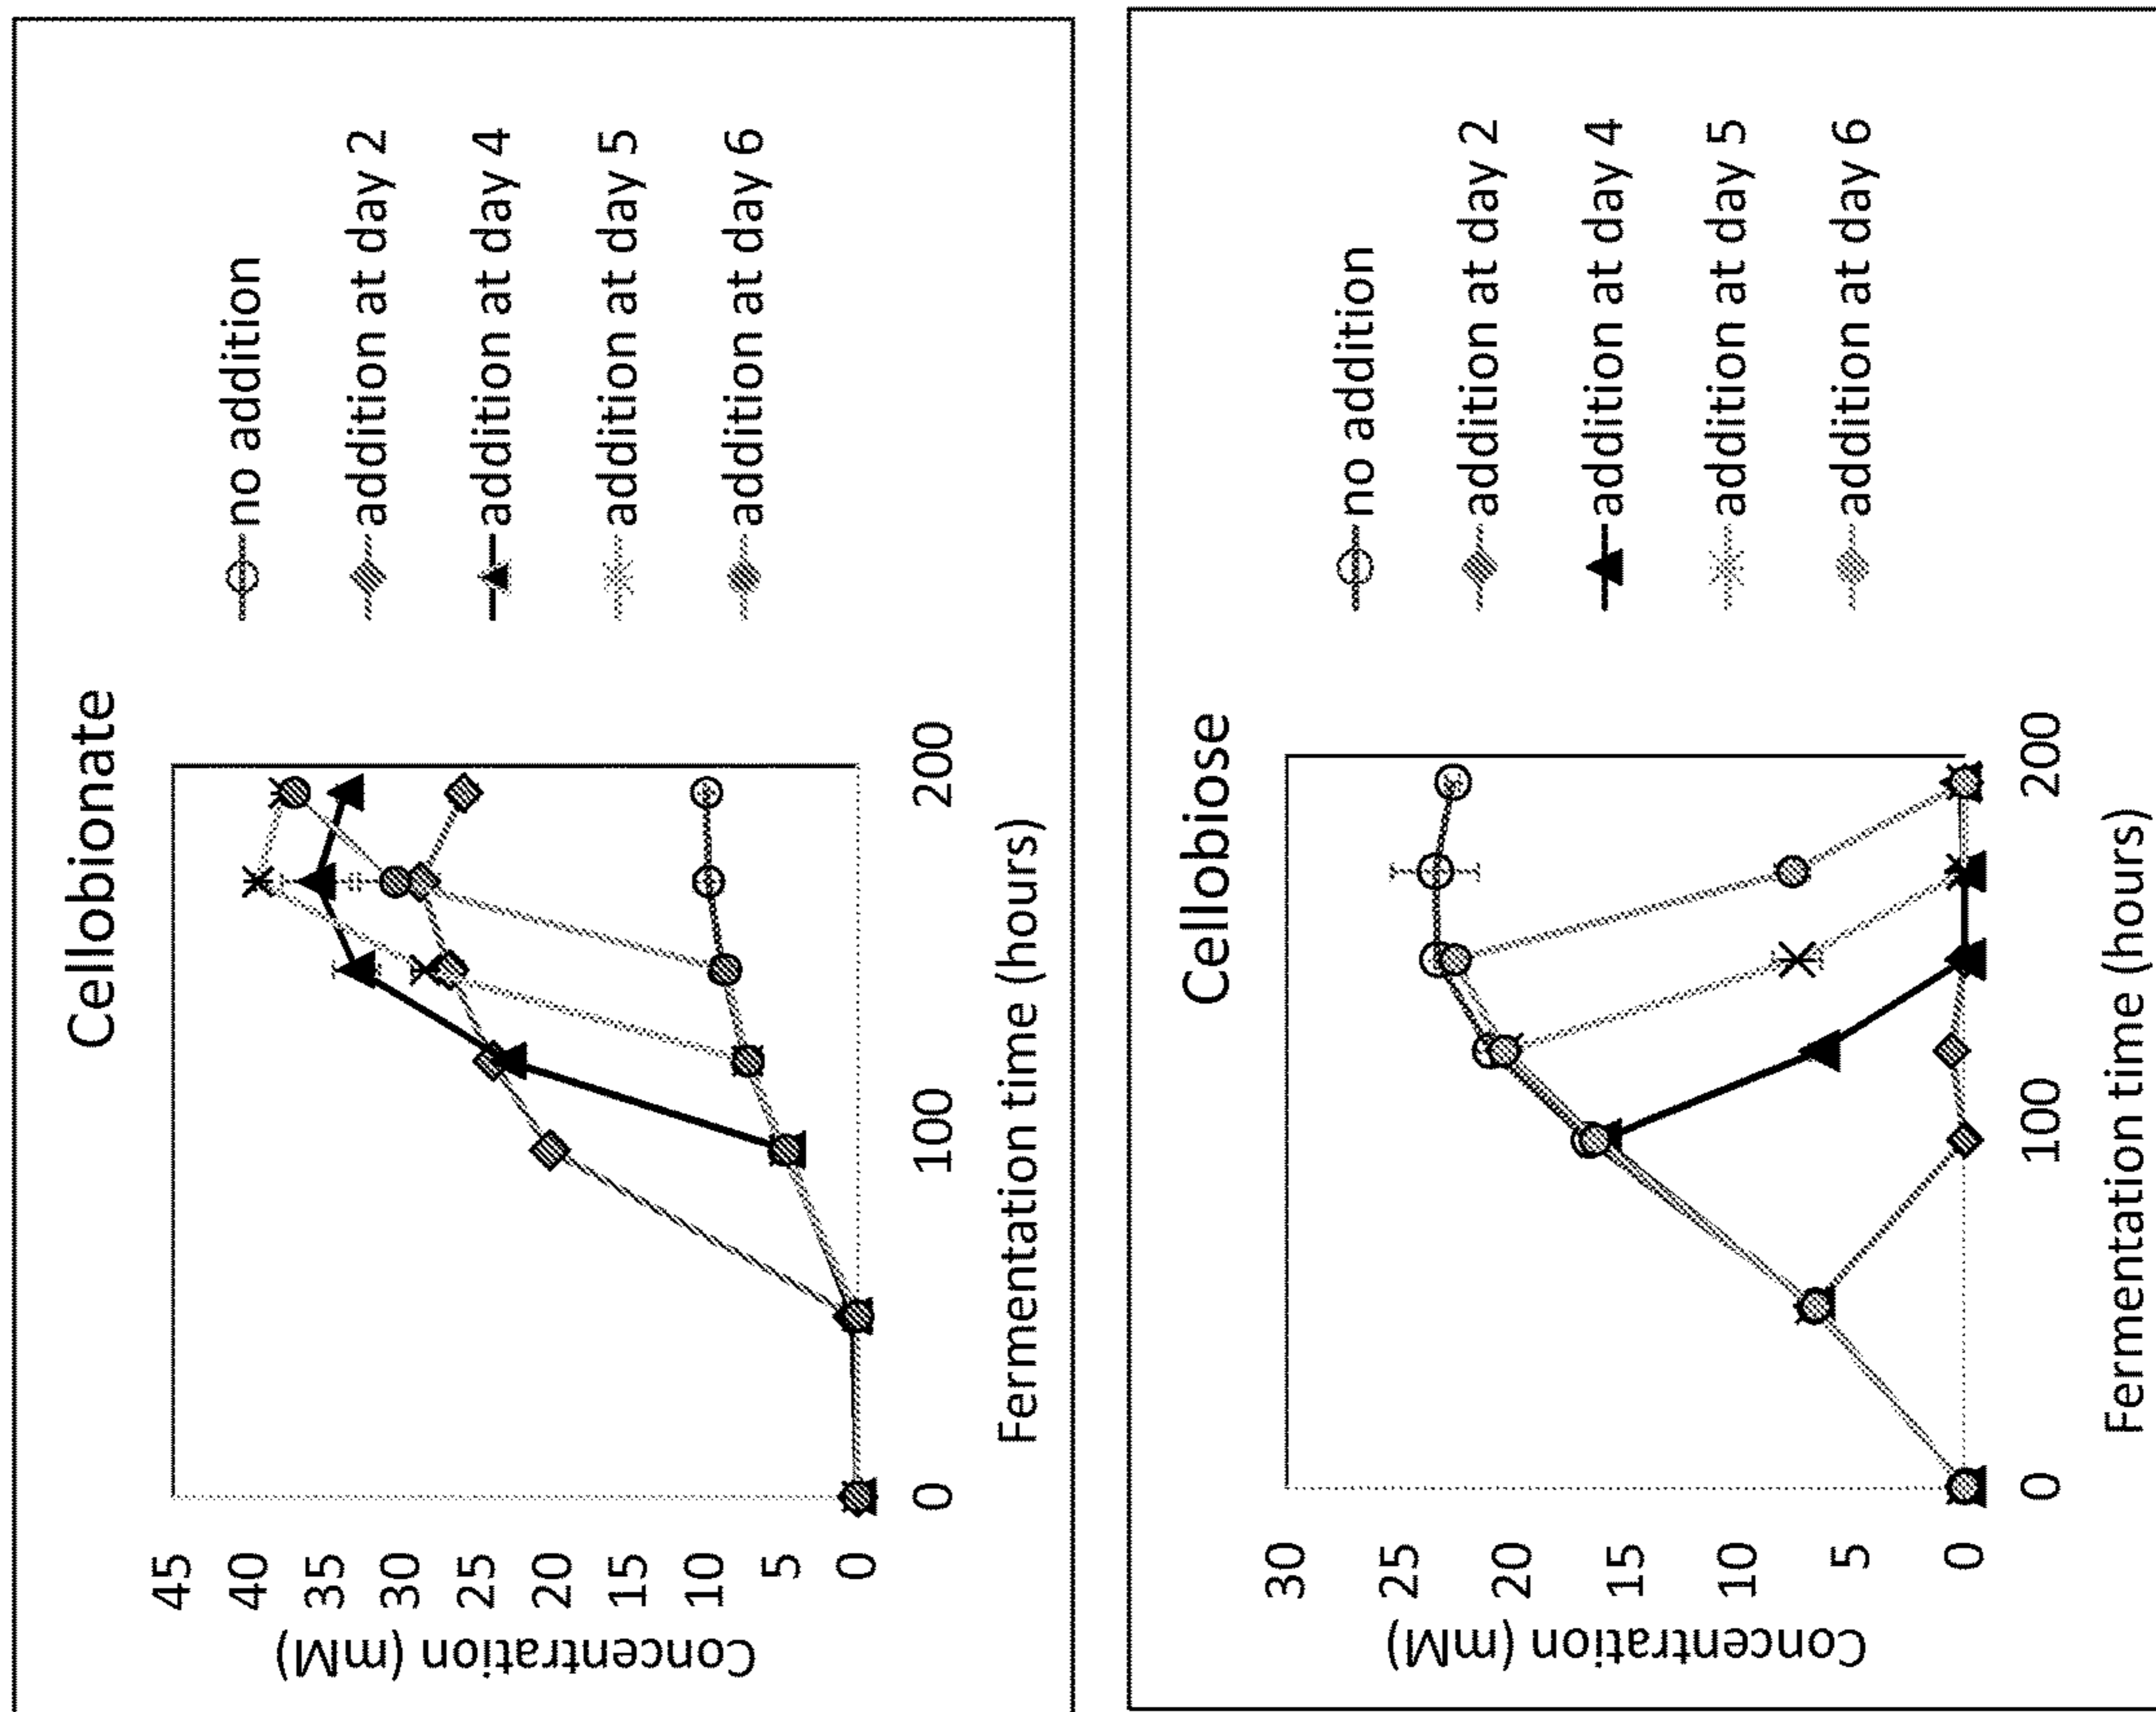 Cellobionate
Concentration (mM)
45
40
35
30
25
20
15
10
5
0
0
100
200
Fermentation time (hours)
no addition
addition at day 2
addition at day 4
addition at day 5
addition at day 6
Cellobiose
Concentration (mM)
30
25
20
15
10
5
0
0
100
200
Fermentation time (hours)
no addition
addition at day 2
addition at day 4
addition at day 5
addition at day 6